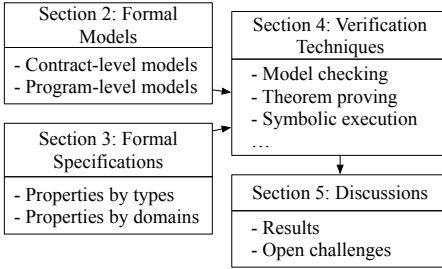 Section 2: Formal
Models
- Contract-level models
- Program-level models
Section 3: Formal
Specifications
- Properties by types
- Properties by domains
Section 4: Verification
Techniques
- Model checking
- Theorem proving
- Symbolic execution
...
Section 5: Discussions
- Results
- Open challenges